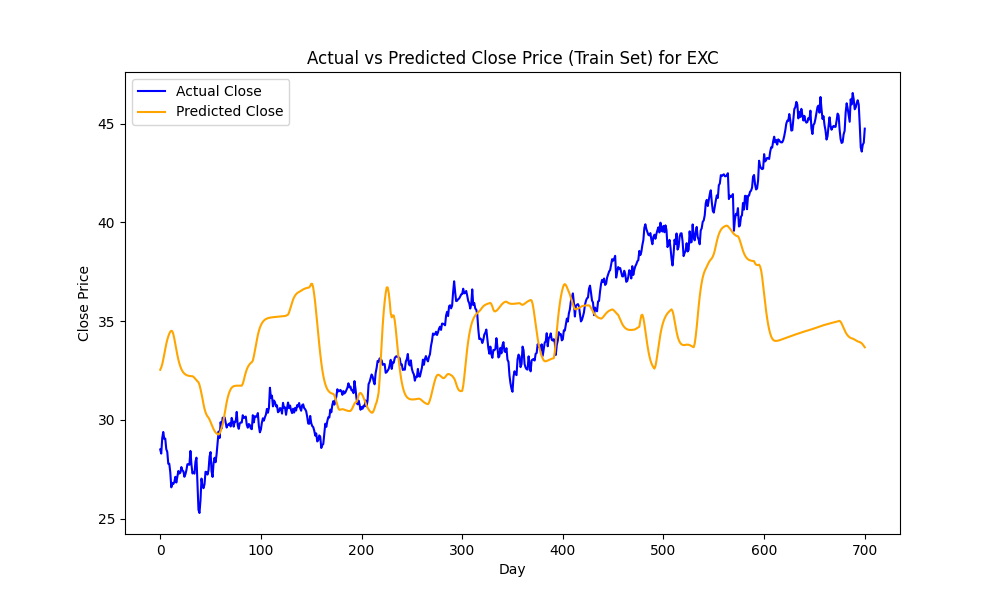 Actual vs Predicted Close Price (Train Set) for EXC
Actual Close
Predicted Close
45
40
35
30
25
Close Price
0 100 200 300 400 500 600 700
Day